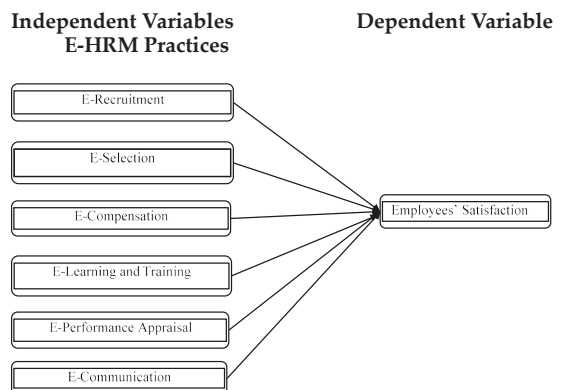 Independent Variables
E-HRM Practices
Dependent Variable
E-Recruitment
E-Selection
E-Compensation
E-Learning and Training
E-Performance Appraisal
E-Communication
Employees' Satisfaction